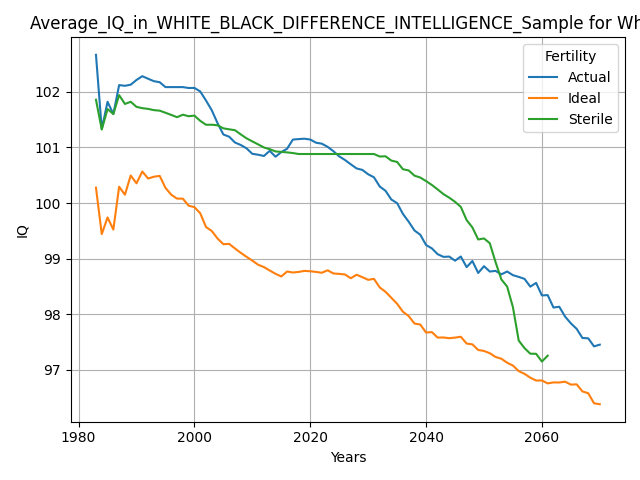 Average_IQ_in_WHITE_BLACK_DIFFERENCE_INTELLIGENCE_Sample for Wh
Fertility
Actual
Ideal
Sterile
102
101
100
99
98
97
IQ
1980
2000
2020
2040
2060
Years